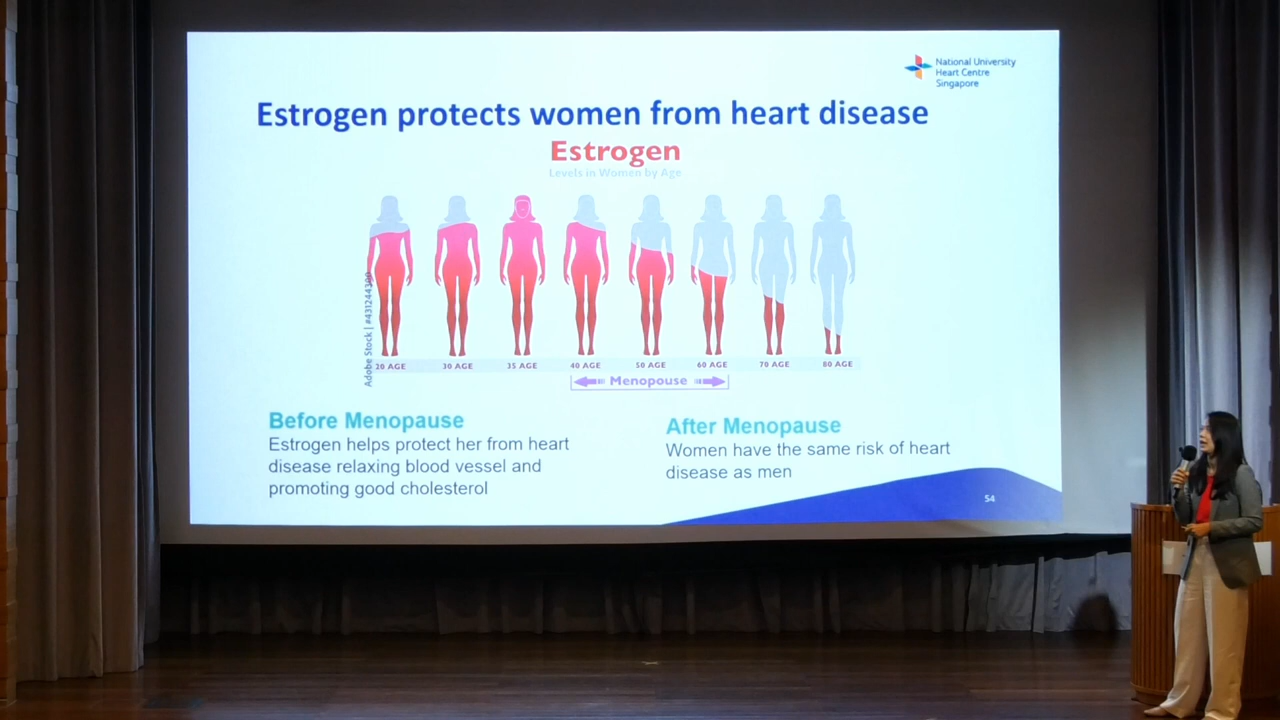 National University
Heart Centre
Singapore
Estrogen protects women from heart disease
Estrogen
Levels in Women by Age
Adobe Stock | #431244300
20 AGE 30 AGE 35 AGE 40 AGE 50 AGE 60 AGE 70 AGE 80 AGE
Menopouse
Before Menopause
Estrogen helps protect her from heart
disease relaxing blood vessel and
promoting good cholesterol
After Menopause
Women have the same risk of heart
disease as men
54